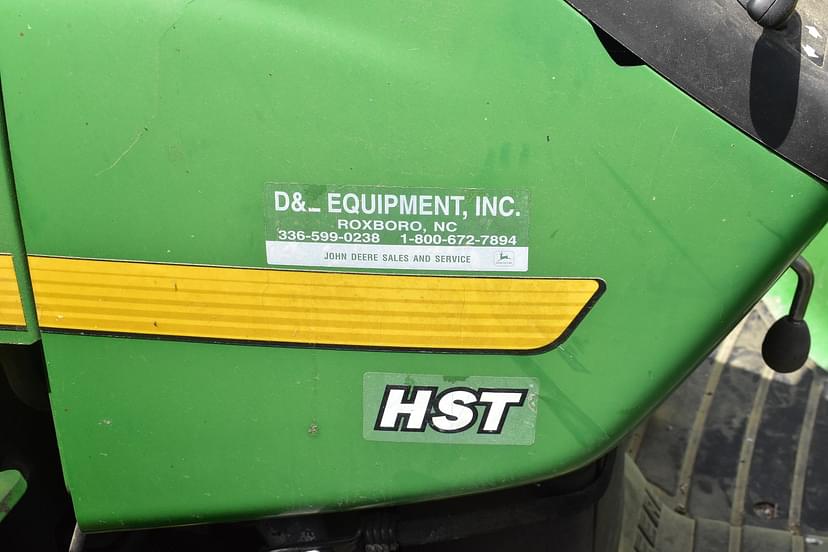 EQUIPMENT, INC.
ROXBORO, NC
336-599-0238 1-800-672-7894
JOHN DEERE SALES AND SERVICE
HST